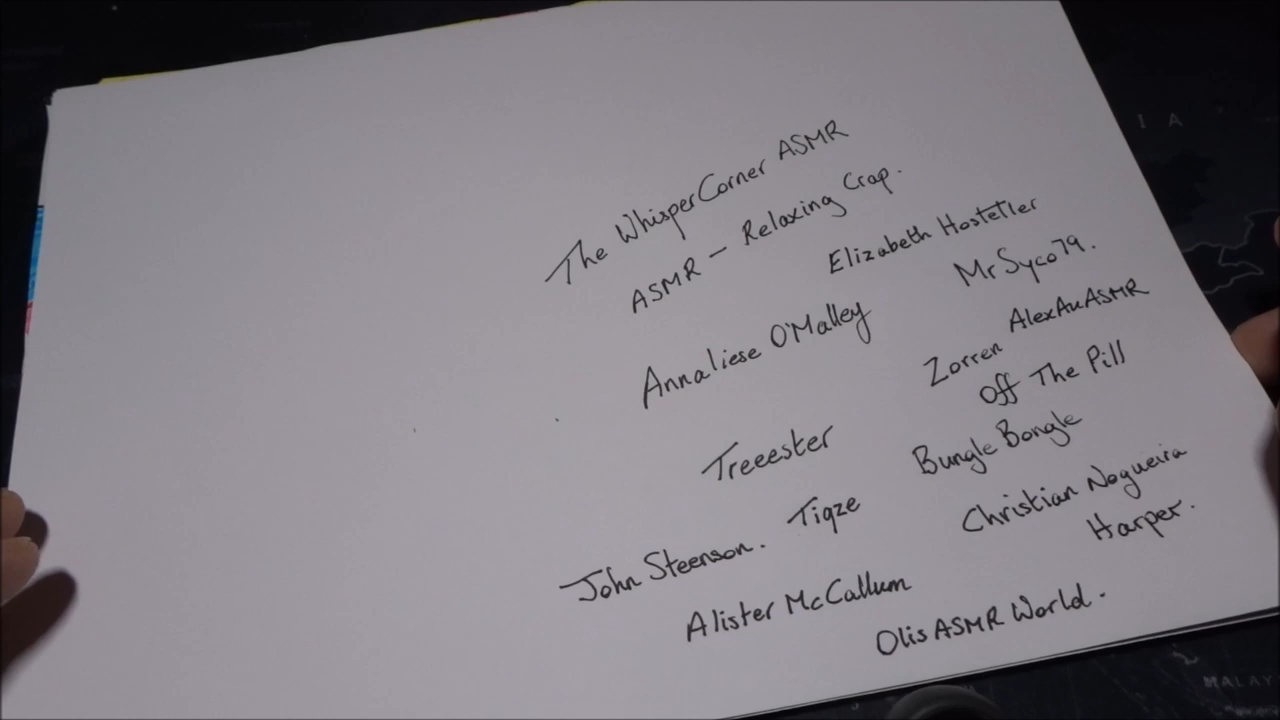 The WhisperCorner ASMR
ASMR - Relaxing Crap.
Elizabeth Hostetler
MrSyco79.
Annaliese O'Malley
AlexAuASMR
Zorren
Off The Pill
Treeester
Bungle Bongle
Tiqze
Christian Nogueira
Harper.
John Steenson.
Alister McCallum
Olis ASMR World.
I A
MALAY